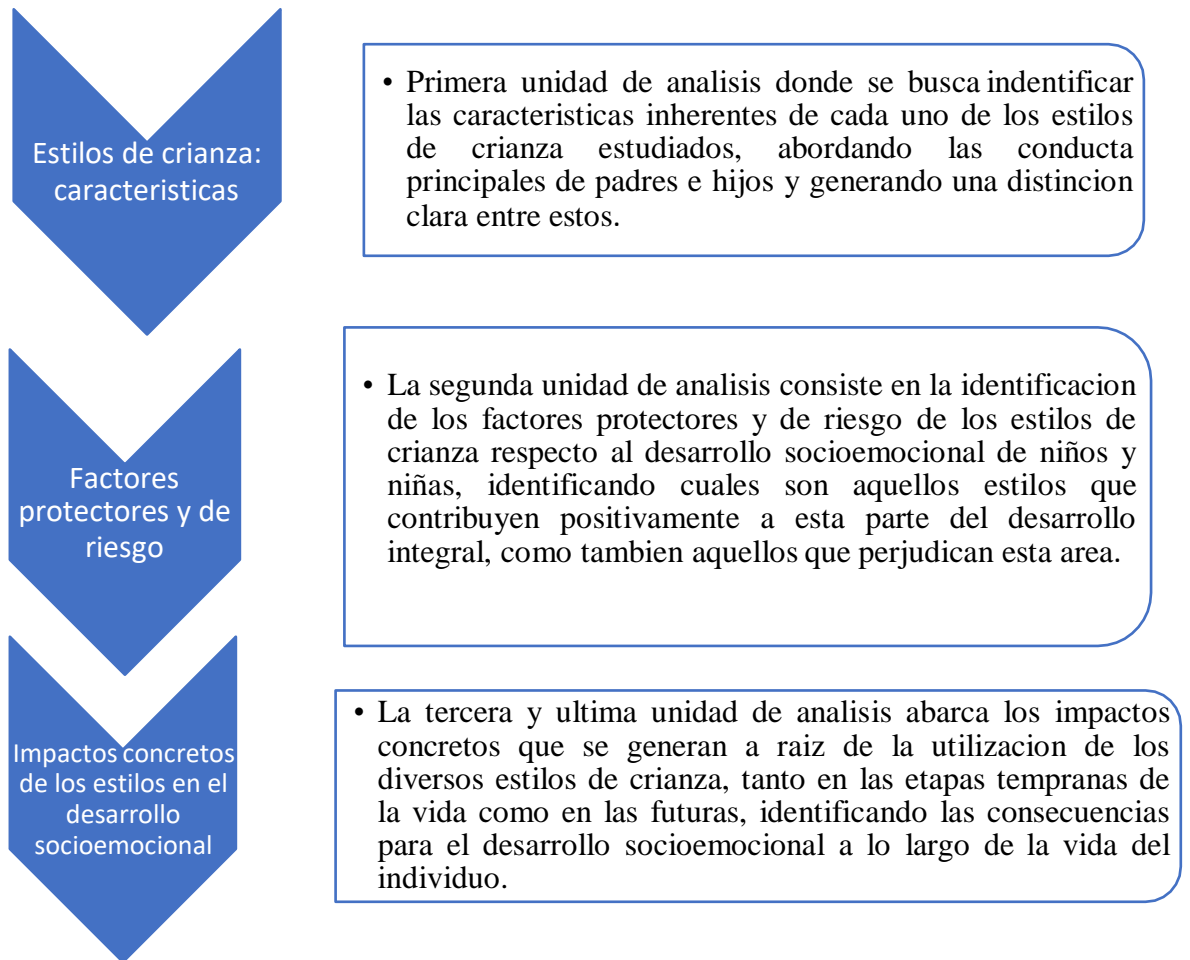 Estilos de crianza:
caracteristicas
• Primera unidad de analisis donde se busca indentificar
las caracteristicas inherentes de cada uno de los estilos
de crianza estudiados, abordando las conducta
principales de padres e hijos y generando una distincion
clara entre estos.
Factores
protectores y de
riesgo
• La segunda unidad de analisis consiste en la identificacion
de los factores protectores y de riesgo de los estilos de
crianza respecto al desarrollo socioemocional de niños y
niñas, identificando cuales son aquellos estilos que
contribuyen positivamente a esta parte del desarrollo
integral, como tambien aquellos que perjudican esta area.
Impactos concretos
de los estilos en el
desarrollo
socioemocional
• La tercera y ultima unidad de analisis abarca los impactos
concretos que se generan a raiz de la utilizacion de los
diversos estilos de crianza, tanto en las etapas tempranas de
la vida como en las futuras, identificando las consecuencias
para el desarrollo socioemocional a lo largo de la vida del
individuo.